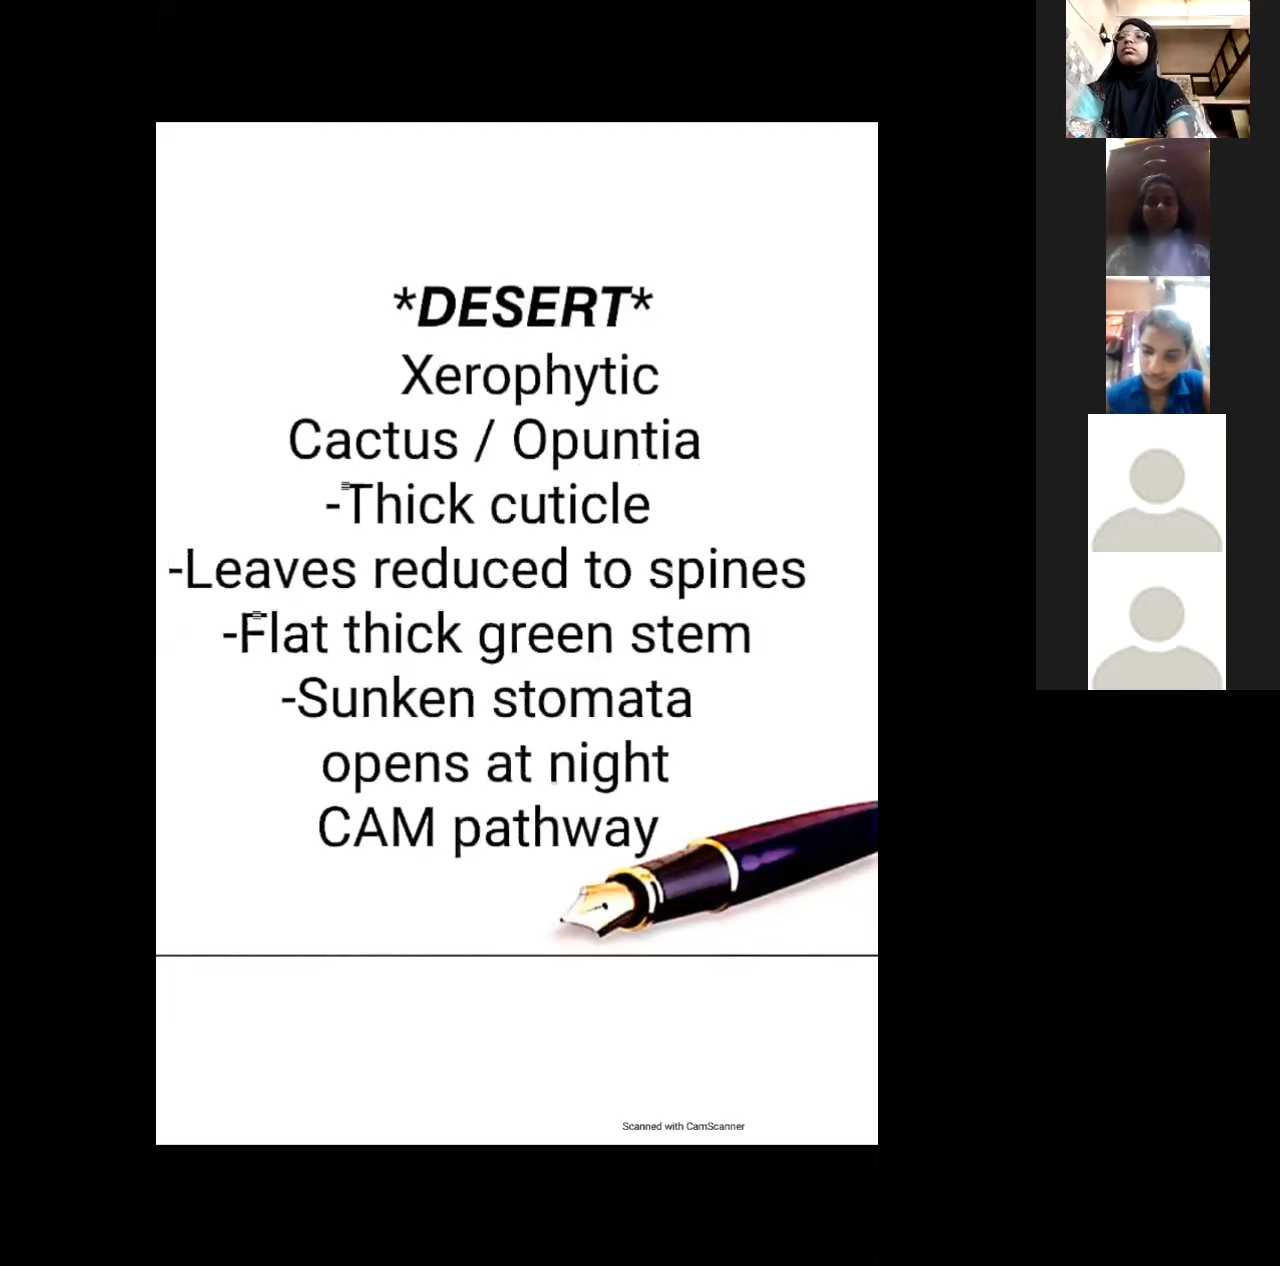 *DESERT*
Xerophytic
Cactus / Opuntia
-Thick cuticle
-Leaves reduced to spines
-Flat thick green stem
-Sunken stomata
opens at night
CAM pathway
Scanned with CamScanner